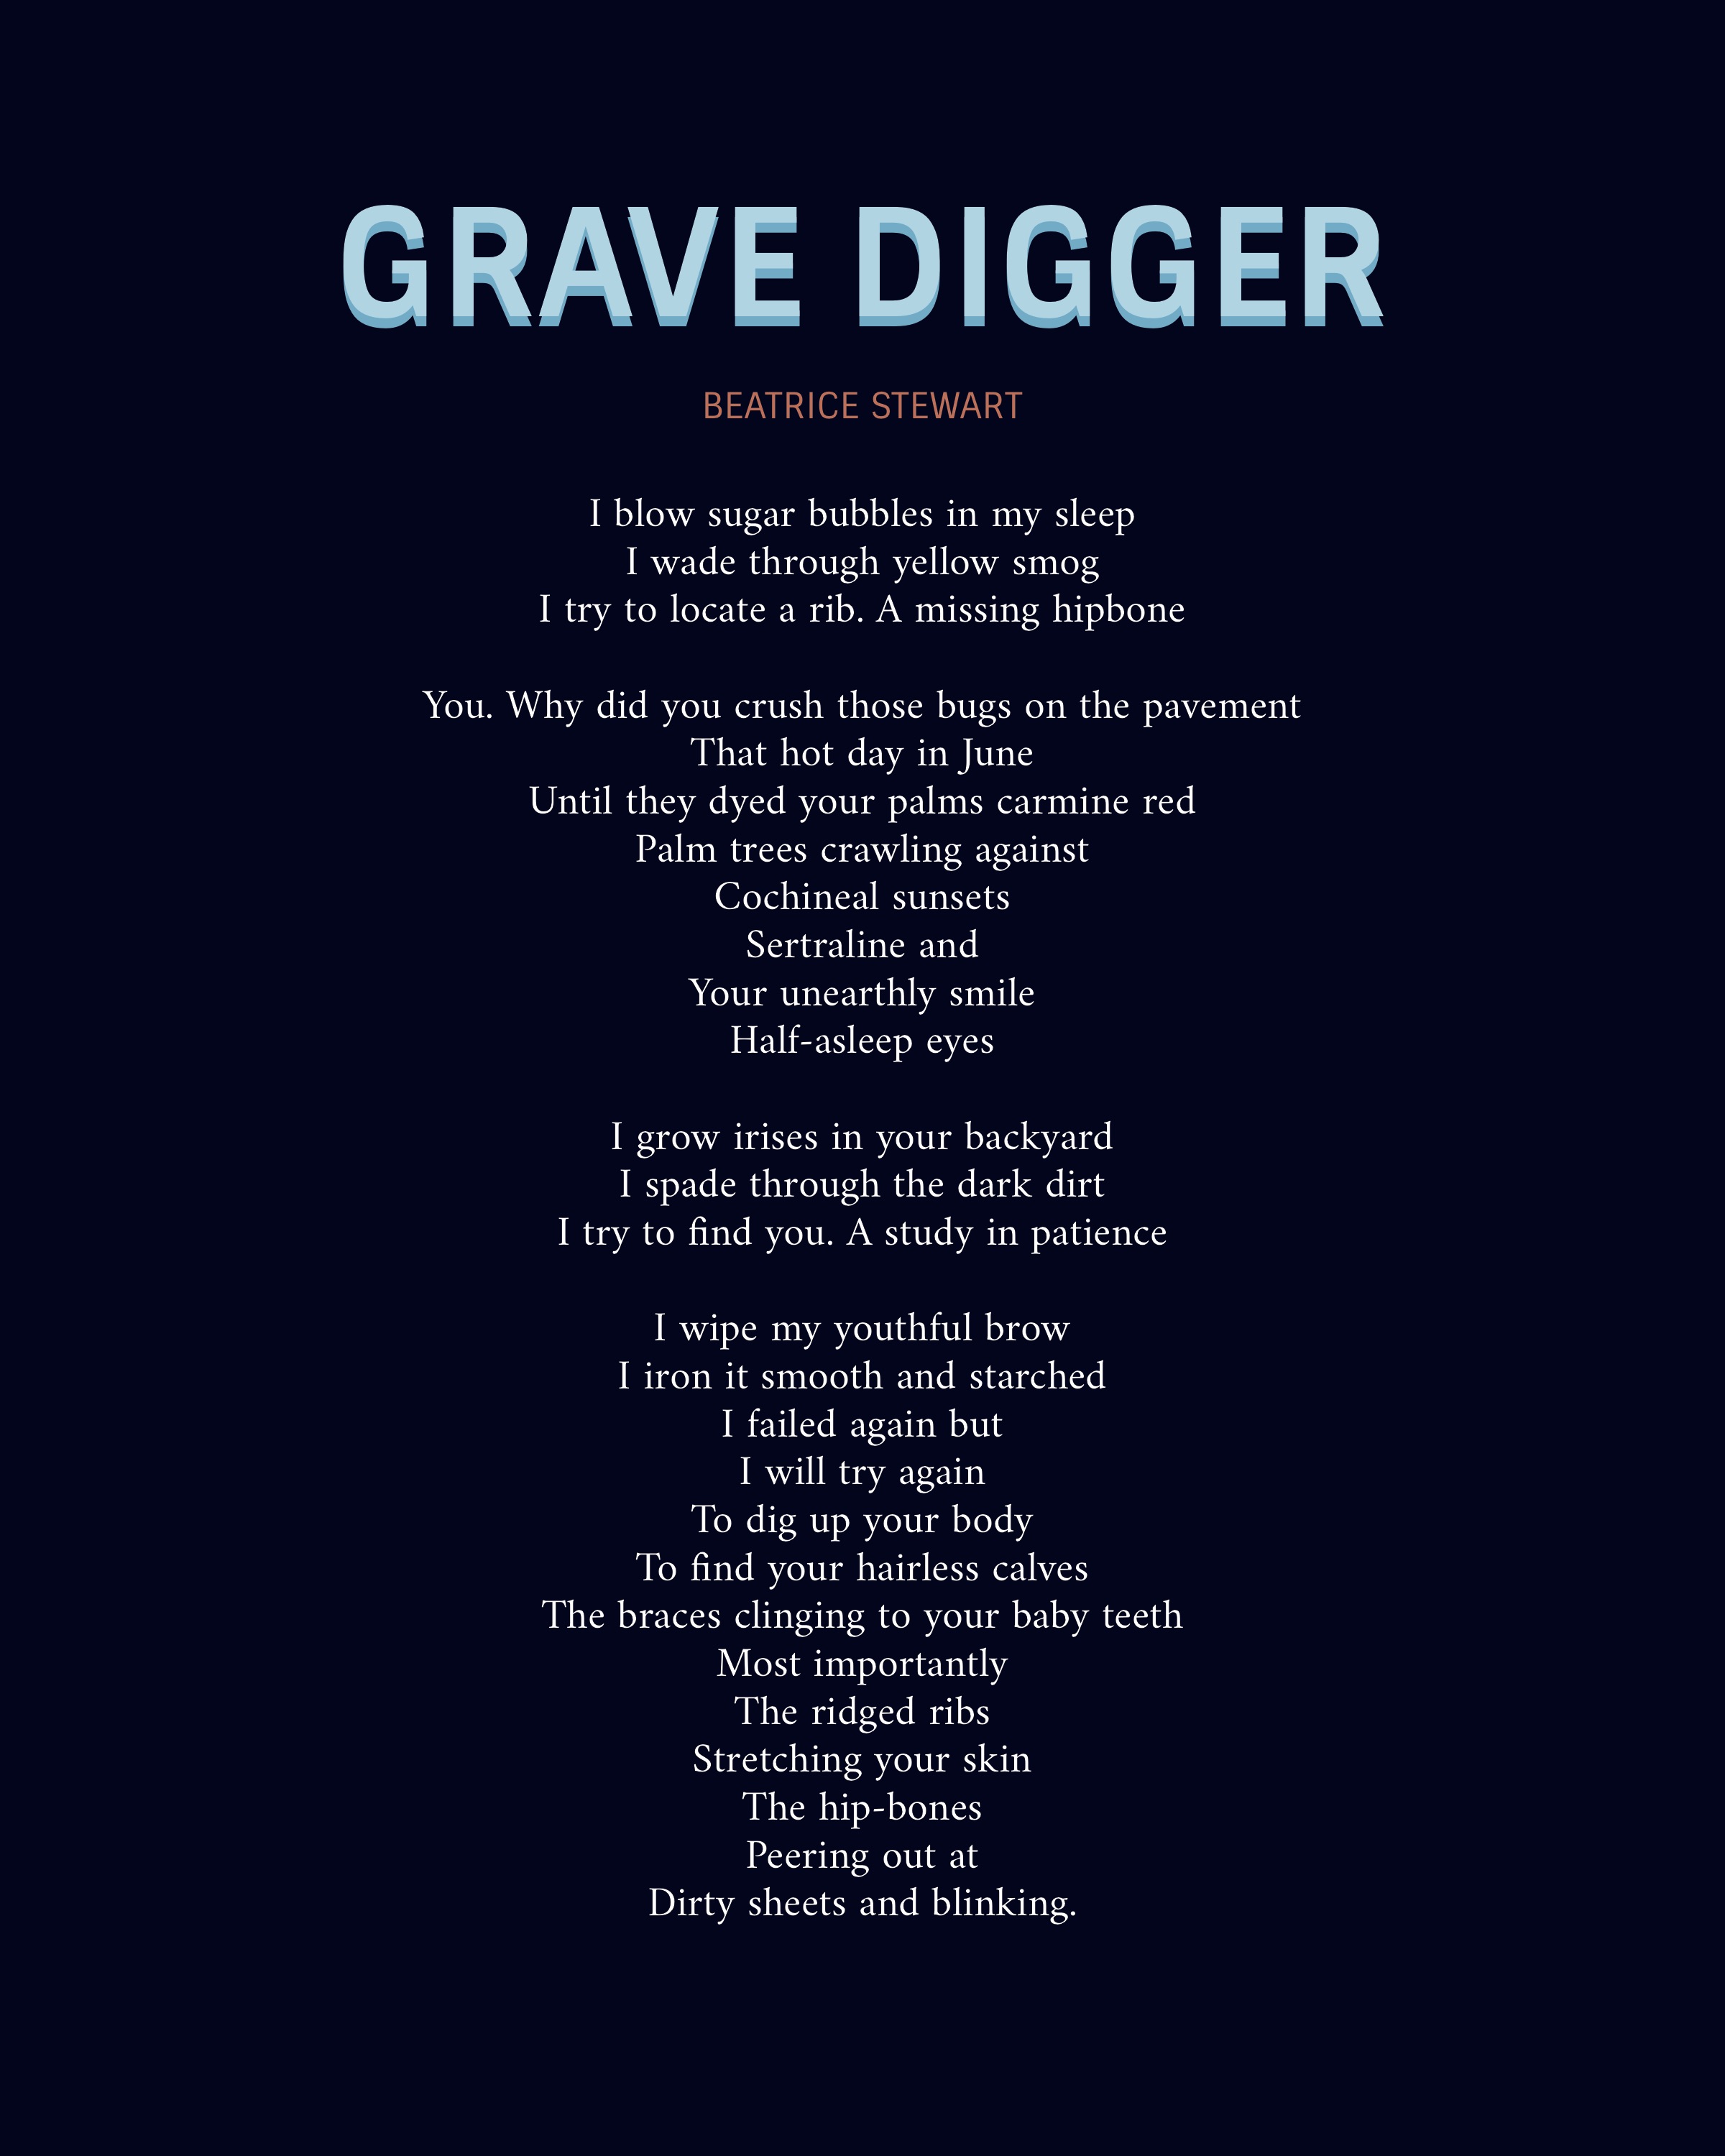 GRAVE DIGGER
BEATRICE STEWART
I blow sugar bubbles in my sleep
I wade through yellow smog
I try to locate a rib. A missing hipbone
You. Why did you crush those bugs on the pavement
That hot day in June
Until they dyed your palms carmine red
Palm trees crawling against
Cochineal sunsets
Sertraline and
Your unearthly smile
Half-asleep eyes
I grow irises in your backyard
I spade through the dark dirt
I try to find you. A study in patience
I wipe my youthful brow
I iron it smooth and starched
I failed again but
I will try again
To dig up your body
To find your hairless calves
The braces clinging to your baby teeth
Most importantly
The ridged ribs
Stretching your skin
The hip-bones
Peering out at
Dirty sheets and blinking.